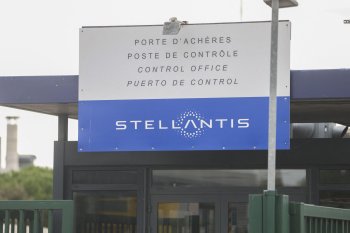 PORTE D'ACHÈRES
POSTE DE CONTRÔLE
CONTROL OFFICE
PUERTO DE CONTROL
STELLANTIS